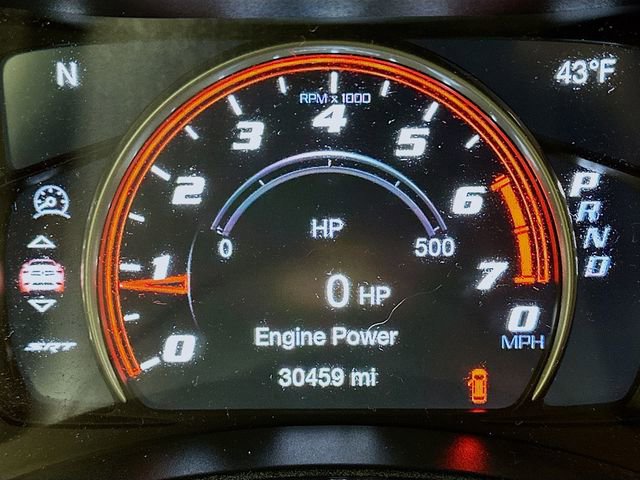 N
43°F
RPM x 1000
0
1
2
3
4
5
6
7
P
R
N
D
HP
0 500
0 HP
Engine Power
30459 mi
0
MPH
SRT